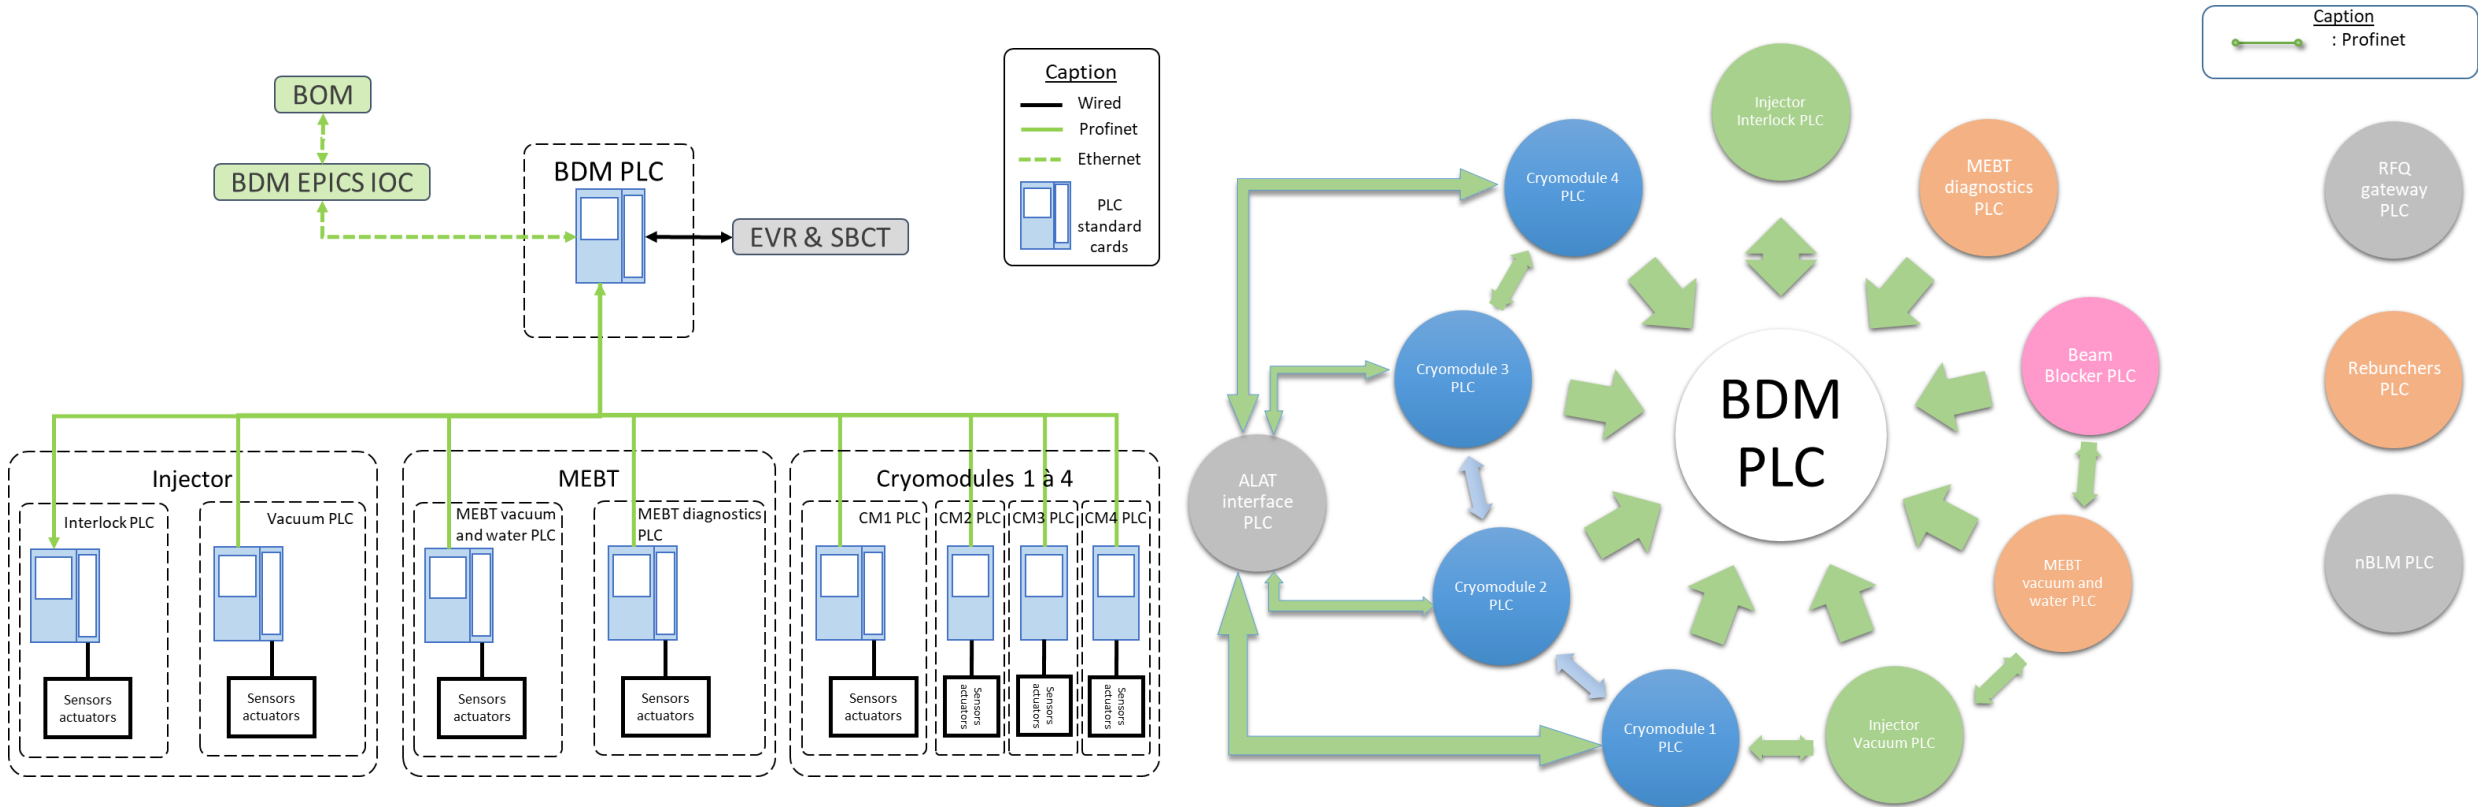 BOM
BDM EPICS IOC
BDM PLC
EVR & SBCT
Caption
Wired
Profinet
Ethernet
PLC
standard
cards
Injector
Interlock PLC
Sensors
actuators
Vacuum PLC
Sensors
actuators
MEBT
MEBT vacuum
and water PLC
Sensors
actuators
MEBT diagnostics
PLC
Sensors
actuators
Cryomodules 1 à 4
CM1 PLC
Sensors
actuators
CM2 PLC
Sensors
actuators
CM3 PLC
Sensors
actuators
CM4 PLC
Sensors
actuators
Caption
: Profinet
Injector
Interlock PLC
Cryomodule 4
PLC
MEBT
diagnostics
PLC
RFQ
gateway
PLC
Cryomodule 3
PLC
Beam
Blocker PLC
Rebunchers
PLC
BDM
PLC
ALAT
interface
PLC
Cryomodule 2
PLC
MEBT
vacuum and
water PLC
nBLM PLC
Cryomodule 1
PLC
Injector
Vacuum PLC